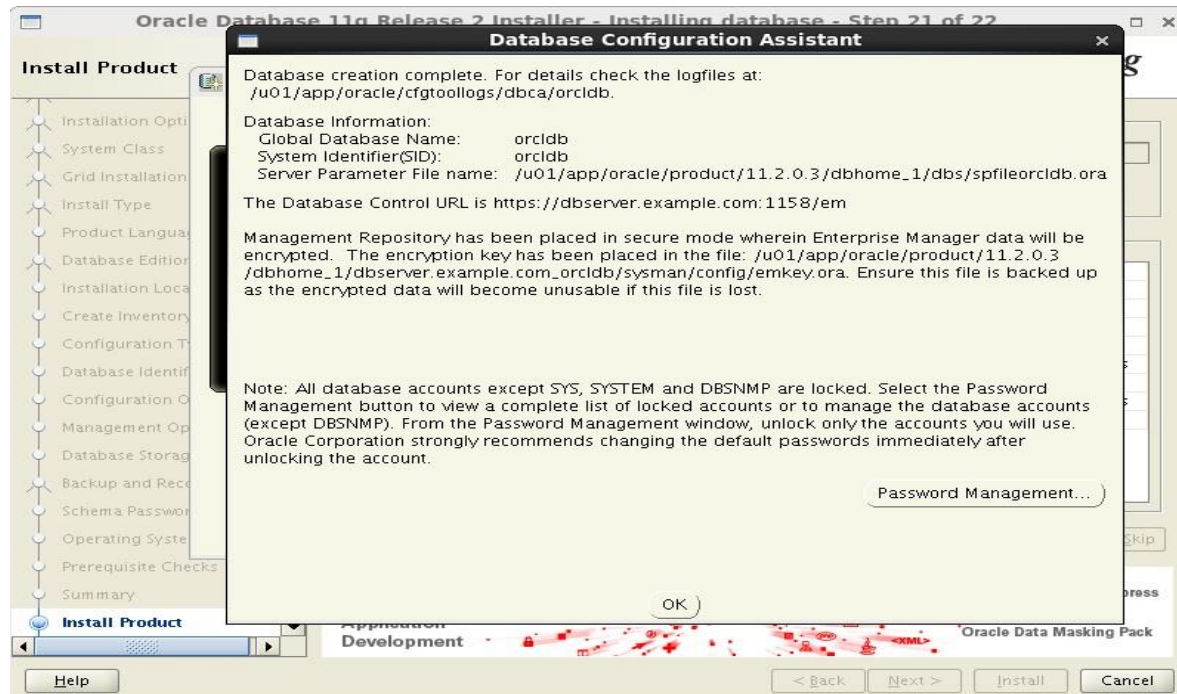 Oracle Database 11g Release 2 Installer - Installing database - Step 21 of 22
Database Configuration Assistant
Install Product
g
Database creation complete. For details check the logfiles at:
/u01/app/oracle/cfgtoollogs/dbca/orcldb.
Database Information:
Global Database Name: orcldb
System Identifier(SID): orcldb
Server Parameter File name: /u01/app/oracle/product/11.2.0.3/dbhome_1/dbs/spfileorcldb.ora
The Database Control URL is https://dbserver.example.com:1158/em
Management Repository has been placed in secure mode wherein Enterprise Manager data will be
encrypted. The encryption key has been placed in the file: /u01/app/oracle/product/11.2.0.3
/dbhome_1/dbserver.example.com_orcldb/sysman/config/emkey.ora. Ensure this file is backed up
as the encrypted data will become unusable if this file is lost.
Note: All database accounts except SYS, SYSTEM and DBSNMP are locked. Select the Password
Management button to view a complete list of locked accounts or to manage the database accounts
(except DBSNMP). From the Password Management window, unlock only the accounts you will use.
Oracle Corporation strongly recommends changing the default passwords immediately after
unlocking the account.
Password Management...
OK
Installation Opti
System Class
Grid Installation
Install Type
Product Langua
Database Edition
Installation Loca
Create Inventory
Configuration T
Database Identif
Configuration O
Management Op
Database Storag
Backup and Reco
Schema Passwor
Operating Syste
Prerequisite Checks
Summary
Install Product
Skip
press
Application
Development
<XML>
Oracle Data Masking Pack
Help
< Back
Next >
Install
Cancel